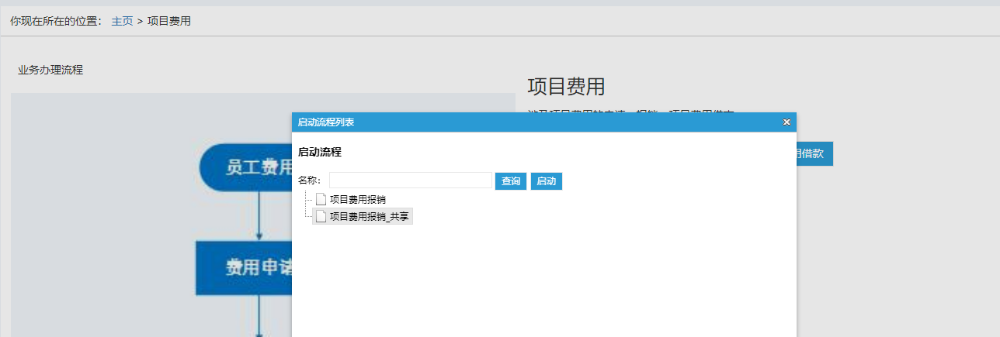 你现在所在的位置： 主页 > 项目费用
业务办理流程
项目费用
启动流程列表
启动流程
员工费用
用借款
名称：
查询
启动
项目费用报销
项目费用报销_共享
费用申请